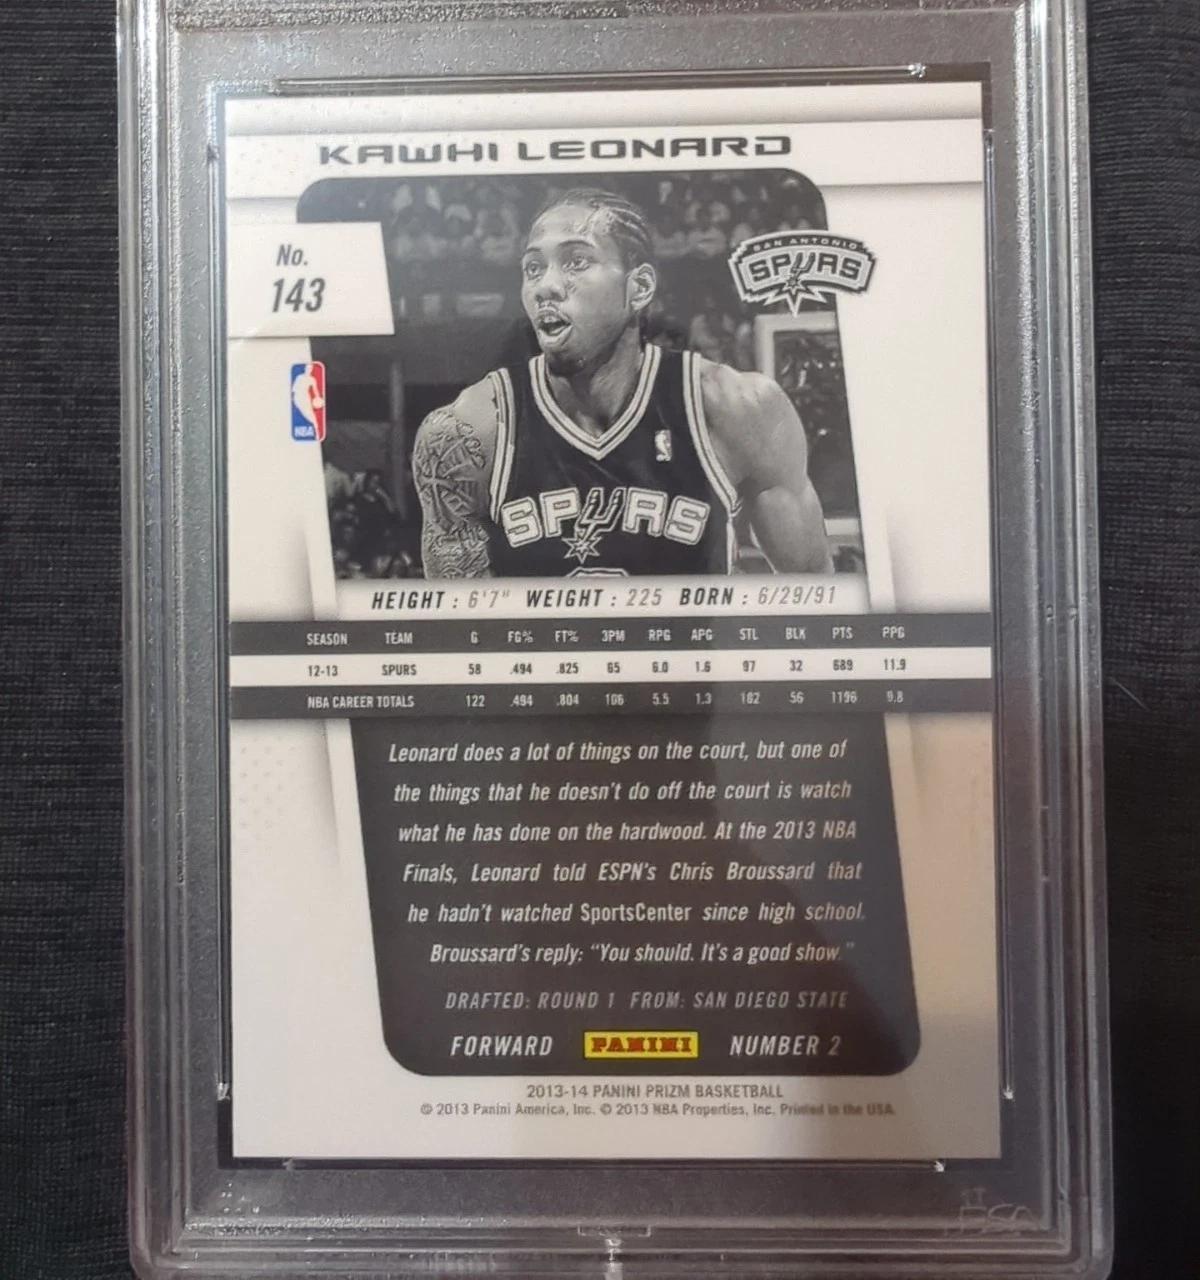 KAWHI LEONARD
No.
143
SAN ANTONIO
SPURS
NBA
SPURS
HEIGHT : 6'7" WEIGHT : 225 BORN : 6/29/91
SEASON TEAM G FG% FT% 3PM RPG APG STL BLK PTS PPG
12-13 SPURS 58 .494 .825 65 6.0 1.6 97 32 689 11.9
NBA CAREER TOTALS 122 .494 .804 106 5.5 1.3 162 56 1196 9.8
Leonard does a lot of things on the court, but one of
the things that he doesn't do off the court is watch
what he has done on the hardwood. At the 2013 NBA
Finals, Leonard told ESPN's Chris Broussard that
he hadn't watched SportsCenter since high school.
Broussard's reply: "You should. It's a good show."
DRAFTED: ROUND 1 FROM: SAN DIEGO STATE
FORWARD PANINI NUMBER 2
2013-14 PANINI PRIZM BASKETBALL
© 2013 Panini America, Inc. © 2013 NBA Properties, Inc. Printed in the USA.